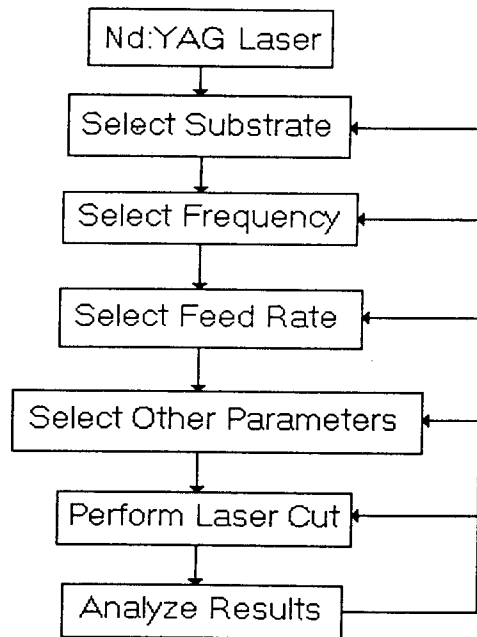 Nd:YAG Laser
Select Substrate
Select Frequency
Select Feed Rate
Select Other Parameters
Perform Laser Cut
Analyze Results